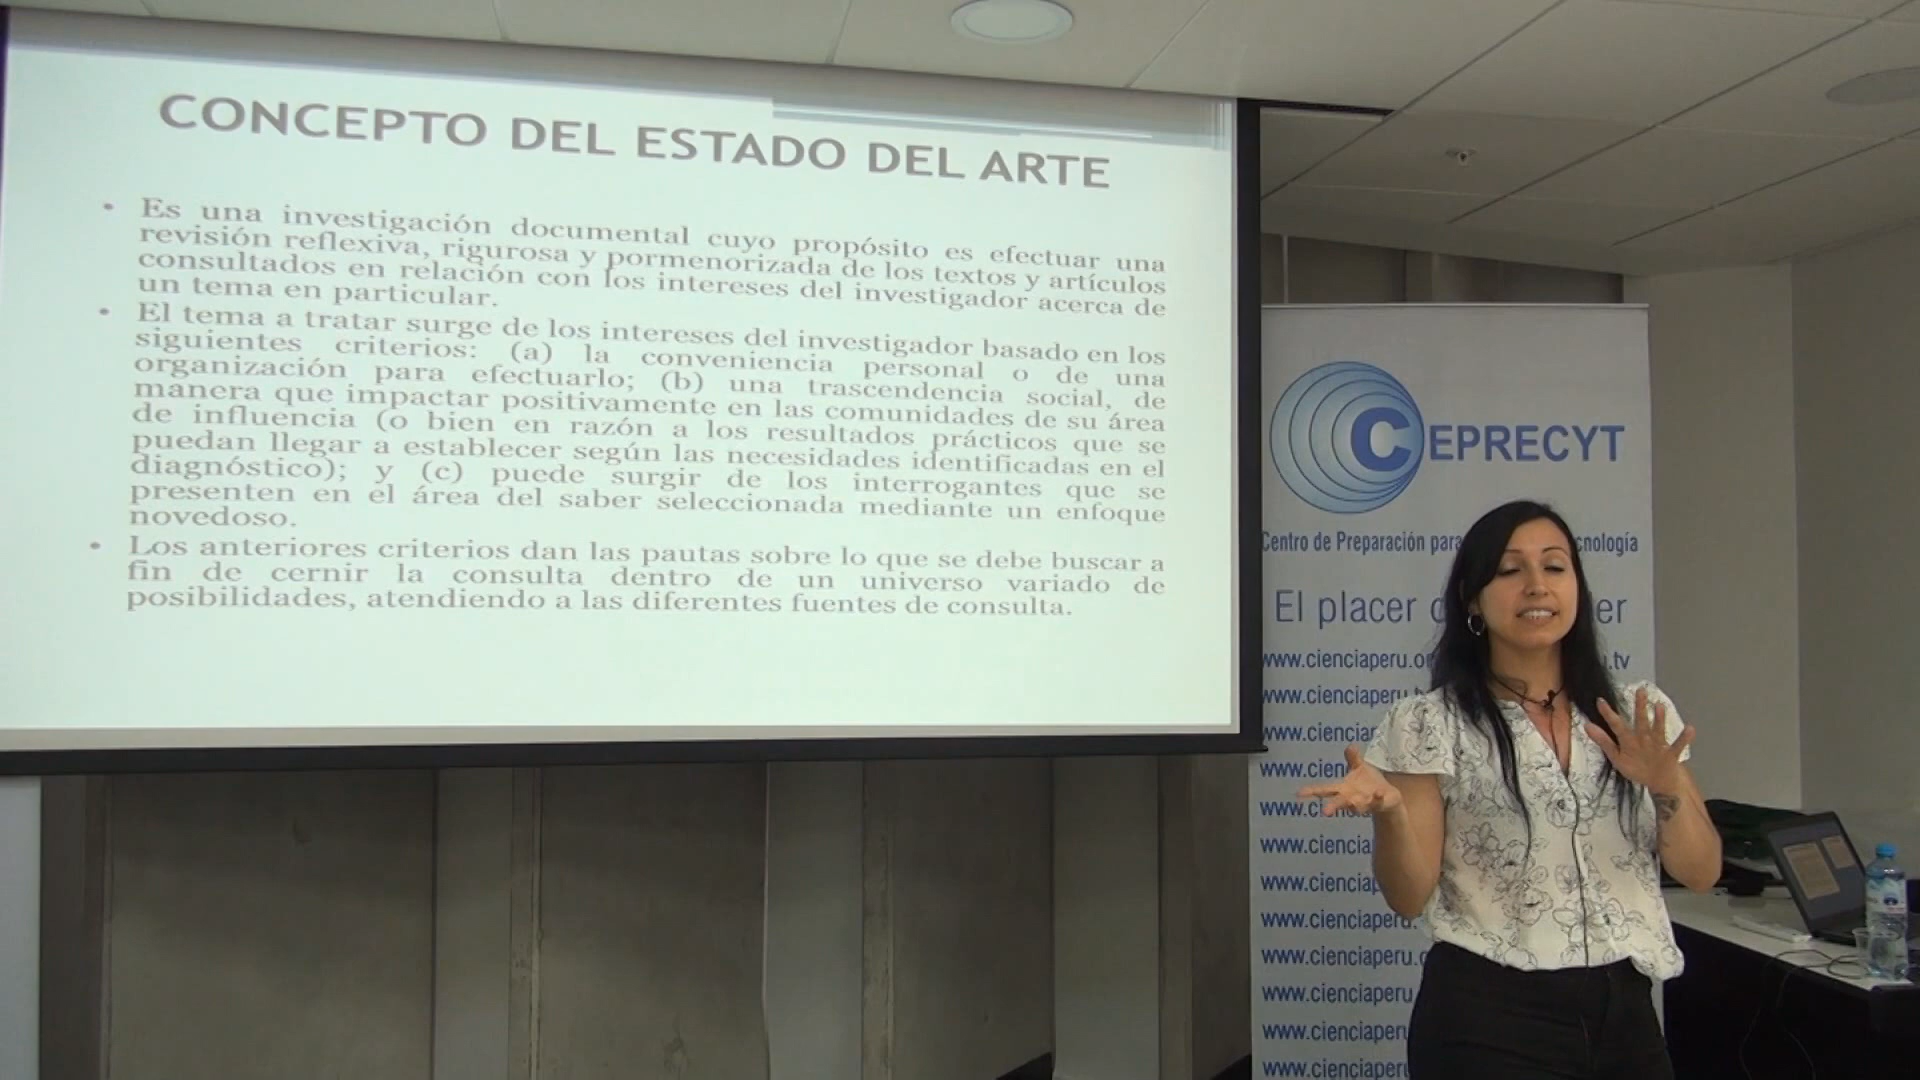 CONCEPTO DEL ESTADO DEL ARTE
• Es una investigación documental cuyo propósito es efectuar una
revisión reflexiva, rigurosa y pormenorizada de los textos y artículos
consultados en relación con los intereses del investigador acerca de
un tema en particular.
• El tema a tratar surge de los intereses del investigador basado en los
siguientes criterios: (a) la conveniencia personal o de una
organización para efectuarlo; (b) una trascendencia social, de
manera que impactar positivamente en las comunidades de su área
de influencia (o bien en razón a los resultados prácticos que se
puedan llegar a establecer según las necesidades identificadas en el
diagnóstico); y (c) puede surgir de los interrogantes que se
presenten en el área del saber seleccionada mediante un enfoque
novedoso.
• Los anteriores criterios dan las pautas sobre lo que se debe buscar a
fin de cernir la consulta dentro de un universo variado de
posibilidades, atendiendo a las diferentes fuentes de consulta.
CEPRECYT
Centro de Preparación para
El placer
www.cienciaperu
www.cienciaperu
www.cienciaperu
www.cienciaperu
www.cienciaperu
www.cienciaperu
www.cienciaperu
www.cienciaperu